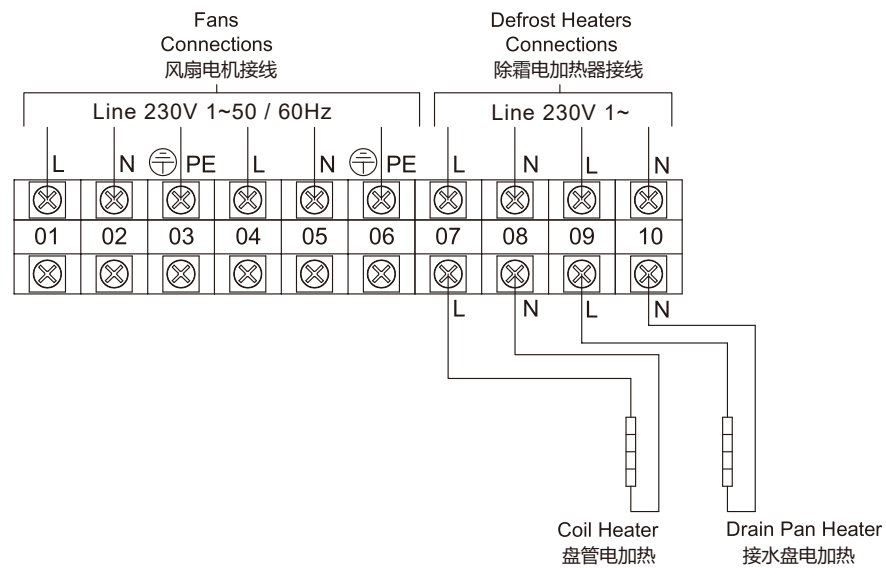 Fans
Connections
风扇电机接线
Defrost Heaters
Connections
除霜电加热器接线
Line 230V 1~50 / 60Hz
Line 230V 1~
L N PE L N PE L N L N
01 02 03 04 05 06 07 08 09 10
L N L N
Coil Heater
盘管电加热
Drain Pan Heater
接水盘电加热